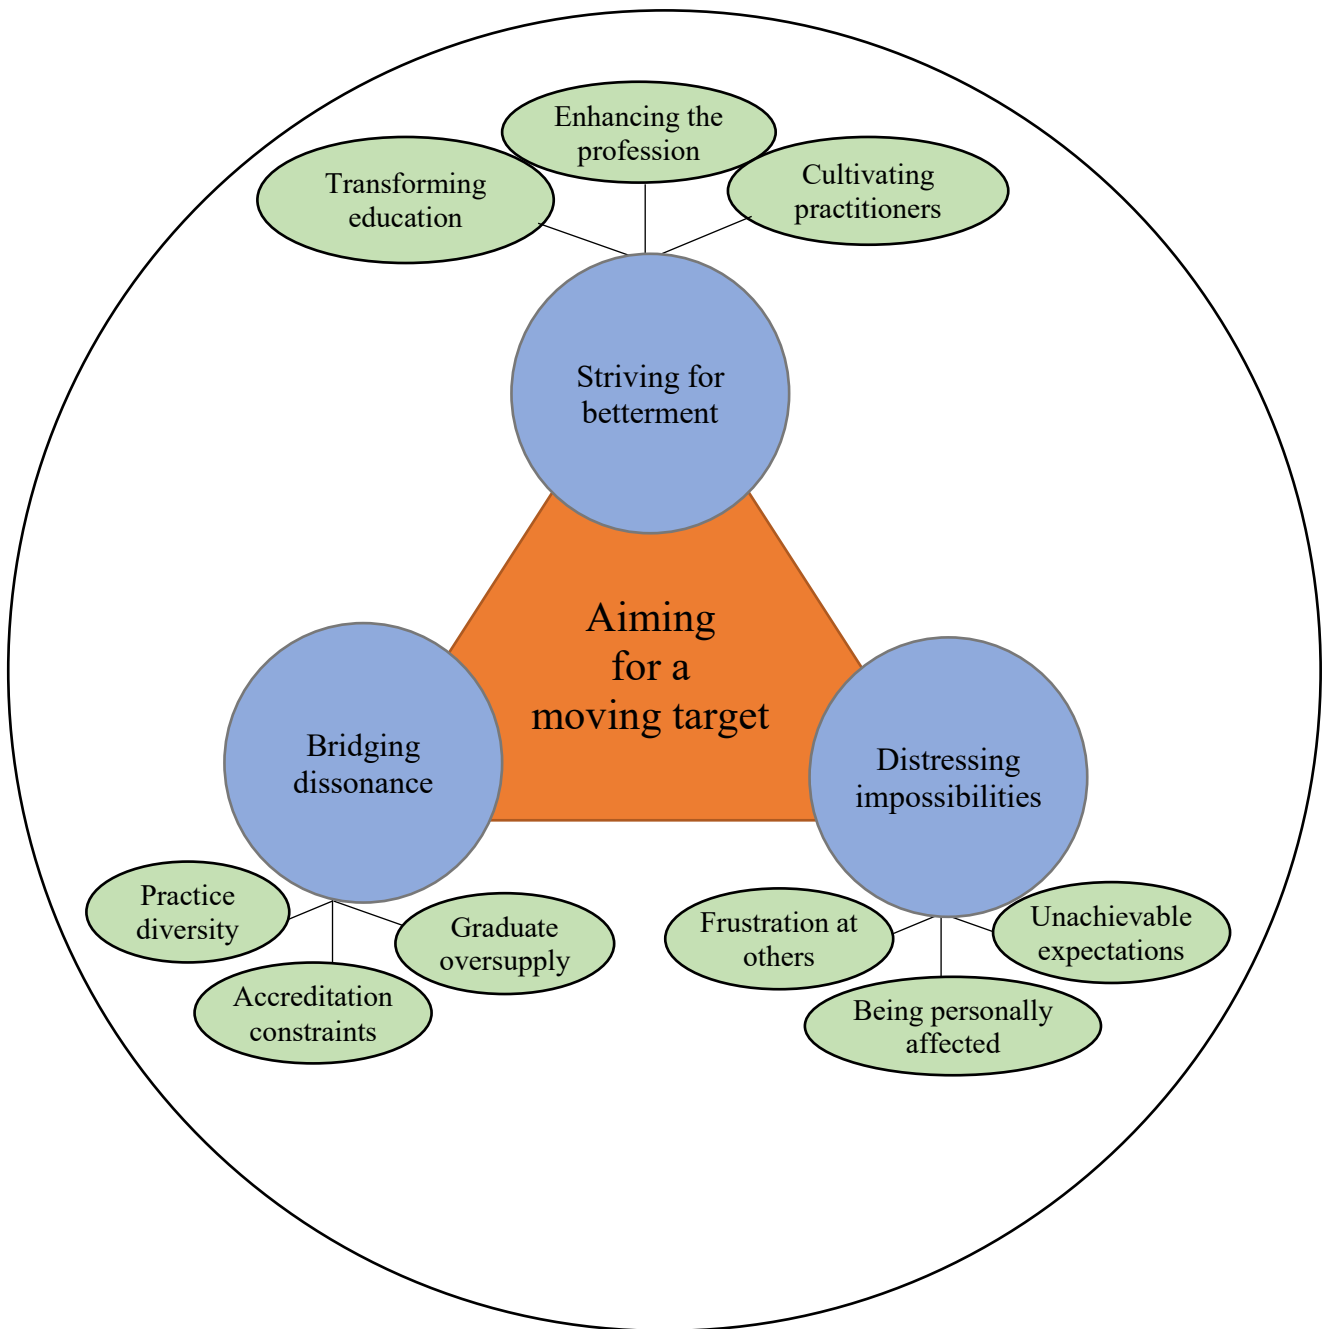 Enhancing the
profession
Transforming
education
Cultivating
practitioners
Striving for
betterment
Aiming
for a
moving target
Bridging
dissonance
Distressing
impossibilities
Practice
diversity
Graduate
oversupply
Accreditation
constraints
Frustration at
others
Unachievable
expectations
Being personally
affected